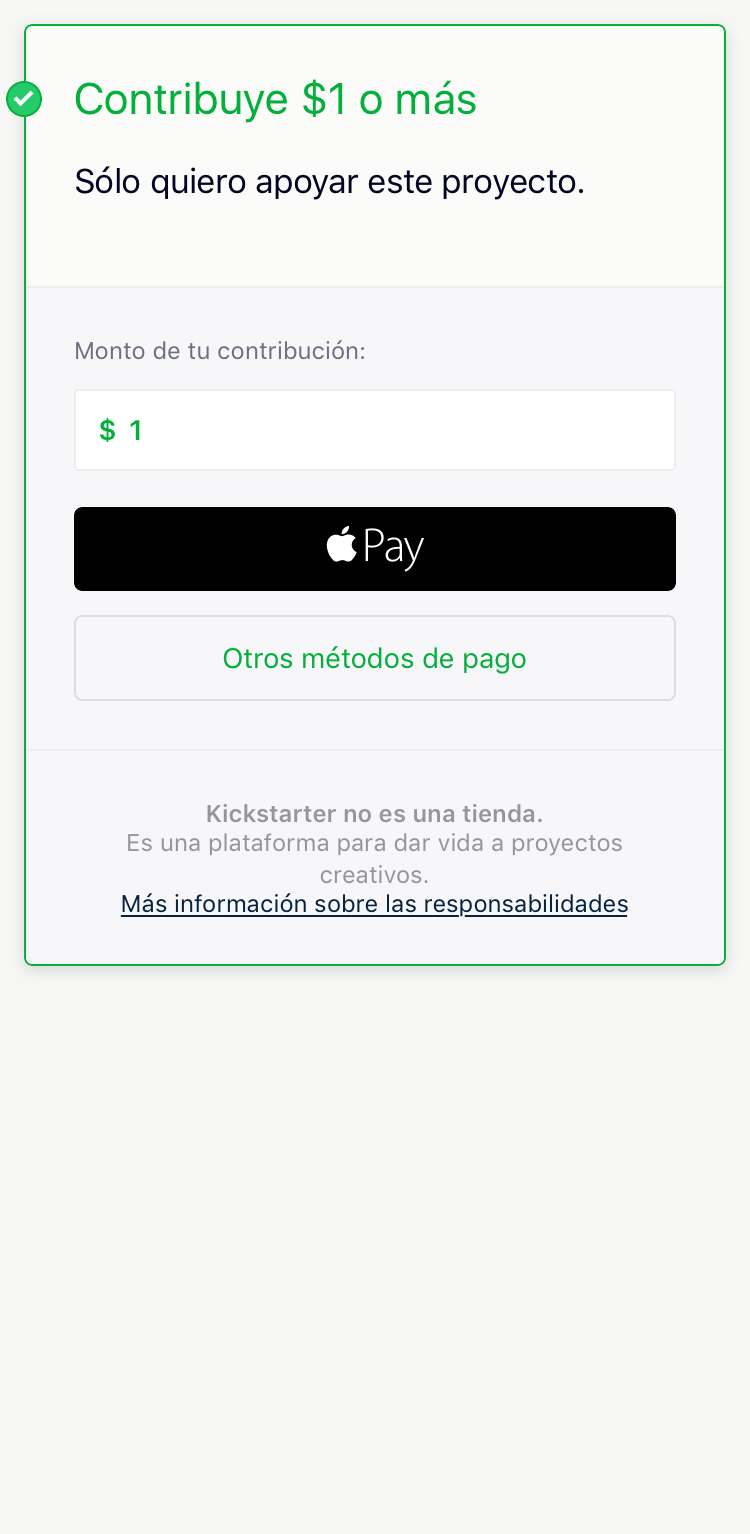 Contribuye $1 o más
Sólo quiero apoyar este proyecto.
Monto de tu contribución:
$ 1
Pay
Otros métodos de pago
Kickstarter no es una tienda.
Es una plataforma para dar vida a proyectos
creativos.
Más información sobre las responsabilidades